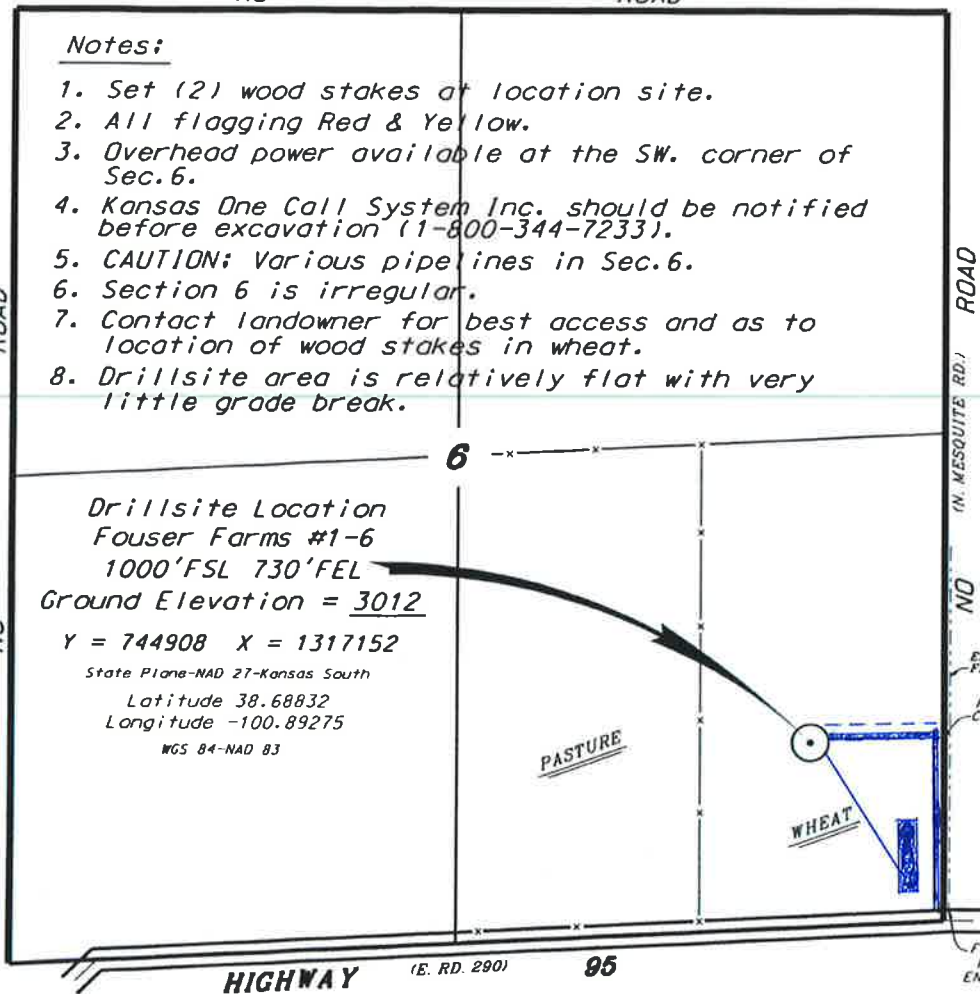 ROAD
Notes:
1. Set (2) wood stakes at location site.
2. All flagging Red & Yellow.
3. Overhead power available at the SW. corner of
Sec.6.
4. Kansas One Call System Inc. should be notified
before excavation (1-800-344-7233).
5. CAUTION: Various pipelines in Sec.6.
6. Section 6 is irregular.
7. Contact landowner for best access and as to
location of wood stakes in wheat.
8. Drillsite area is relatively flat with very
little grade break.
ROAD
ROAD
(N. MESQUITE RD.)
NO
6
Drillsite Location
Fouser Farms #1-6
1000'FSL 730'FEL
Ground Elevation = 3012
Y = 744908 X = 1317152
State Plane-NAD 27-Kansas South
Latitude 38.68832
Longitude -100.89275
WGS 84-NAD 83
PASTURE
WHEAT
HIGHWAY (E. RD. 290) 95